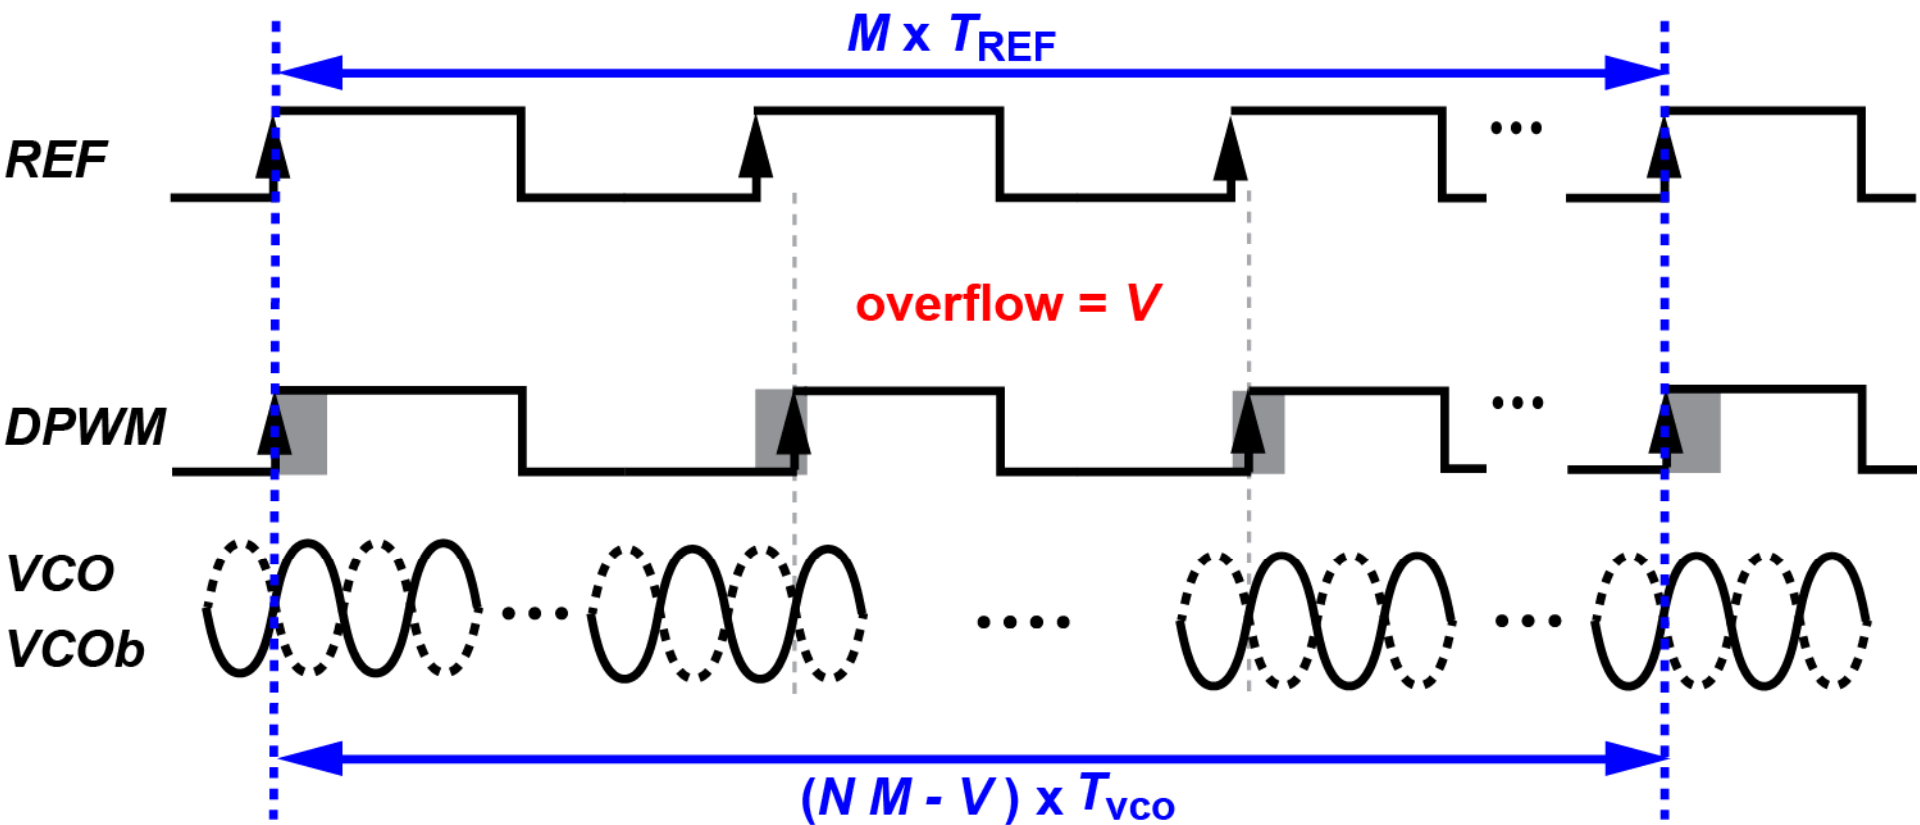 M x TREF
REF
...
overflow = V
DPWM
...
VCO
VCOb
... .... ...
(N M - V) x Tvco